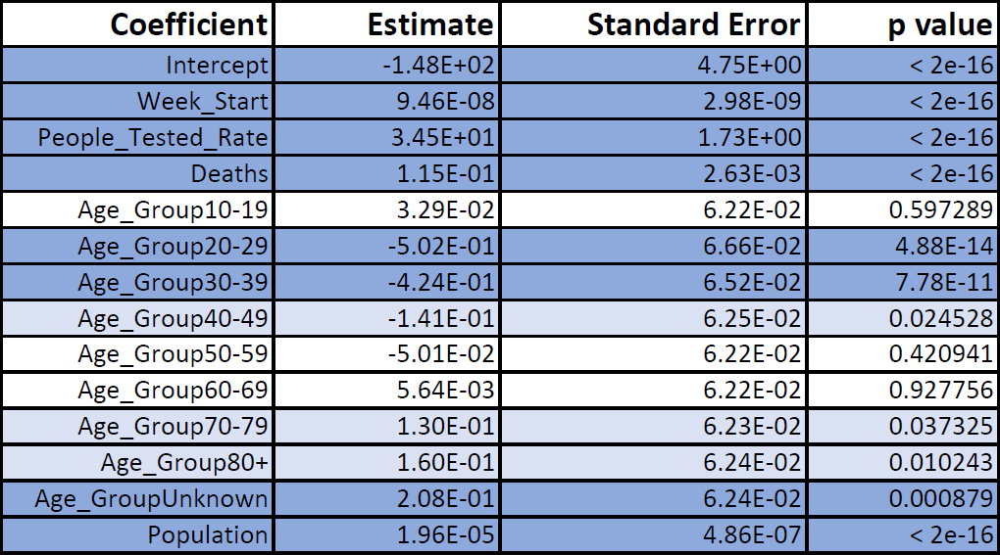 Coefficient Estimate Standard Error p value
Intercept -1.48E+02 4.75E+00 < 2e-16
Week_Start 9.46E-08 2.98E-09 < 2e-16
People_Tested_Rate 3.45E+01 1.73E+00 < 2e-16
Deaths 1.15E-01 2.63E-03 < 2e-16
Age_Group10-19 3.29E-02 6.22E-02 0.597289
Age_Group20-29 -5.02E-01 6.66E-02 4.88E-14
Age_Group30-39 -4.24E-01 6.52E-02 7.78E-11
Age_Group40-49 -1.41E-01 6.25E-02 0.024528
Age_Group50-59 -5.01E-02 6.22E-02 0.420941
Age_Group60-69 5.64E-03 6.22E-02 0.927756
Age_Group70-79 1.30E-01 6.23E-02 0.037325
Age_Group80+ 1.60E-01 6.24E-02 0.010243
Age_GroupUnknown 2.08E-01 6.24E-02 0.000879
Population 1.96E-05 4.86E-07 < 2e-16